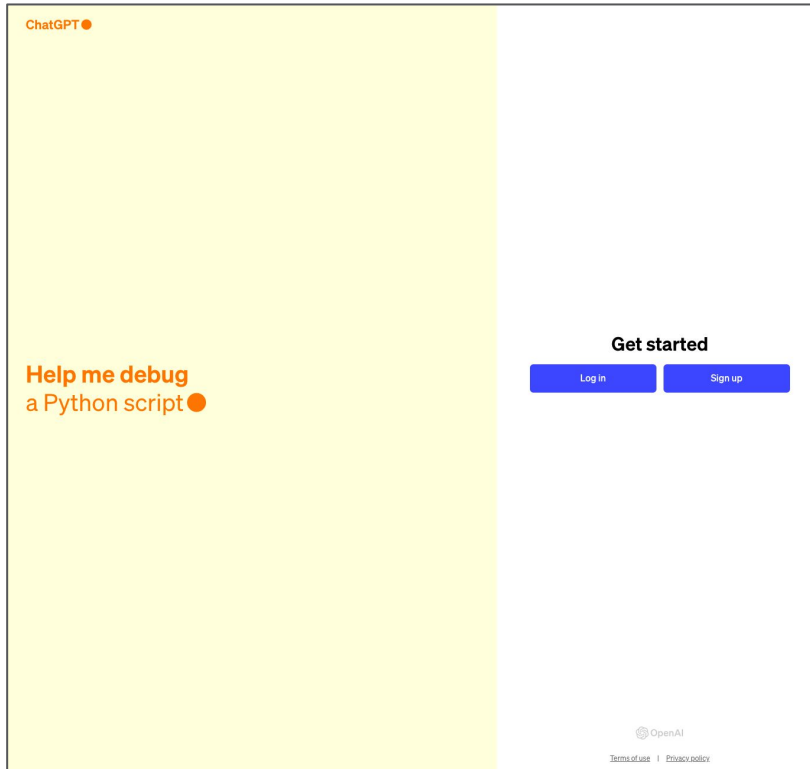 ChatGPT
Help me debug
a Python script
Get started
Log in
Sign up
OpenAI
Terms of use | Privacy policy